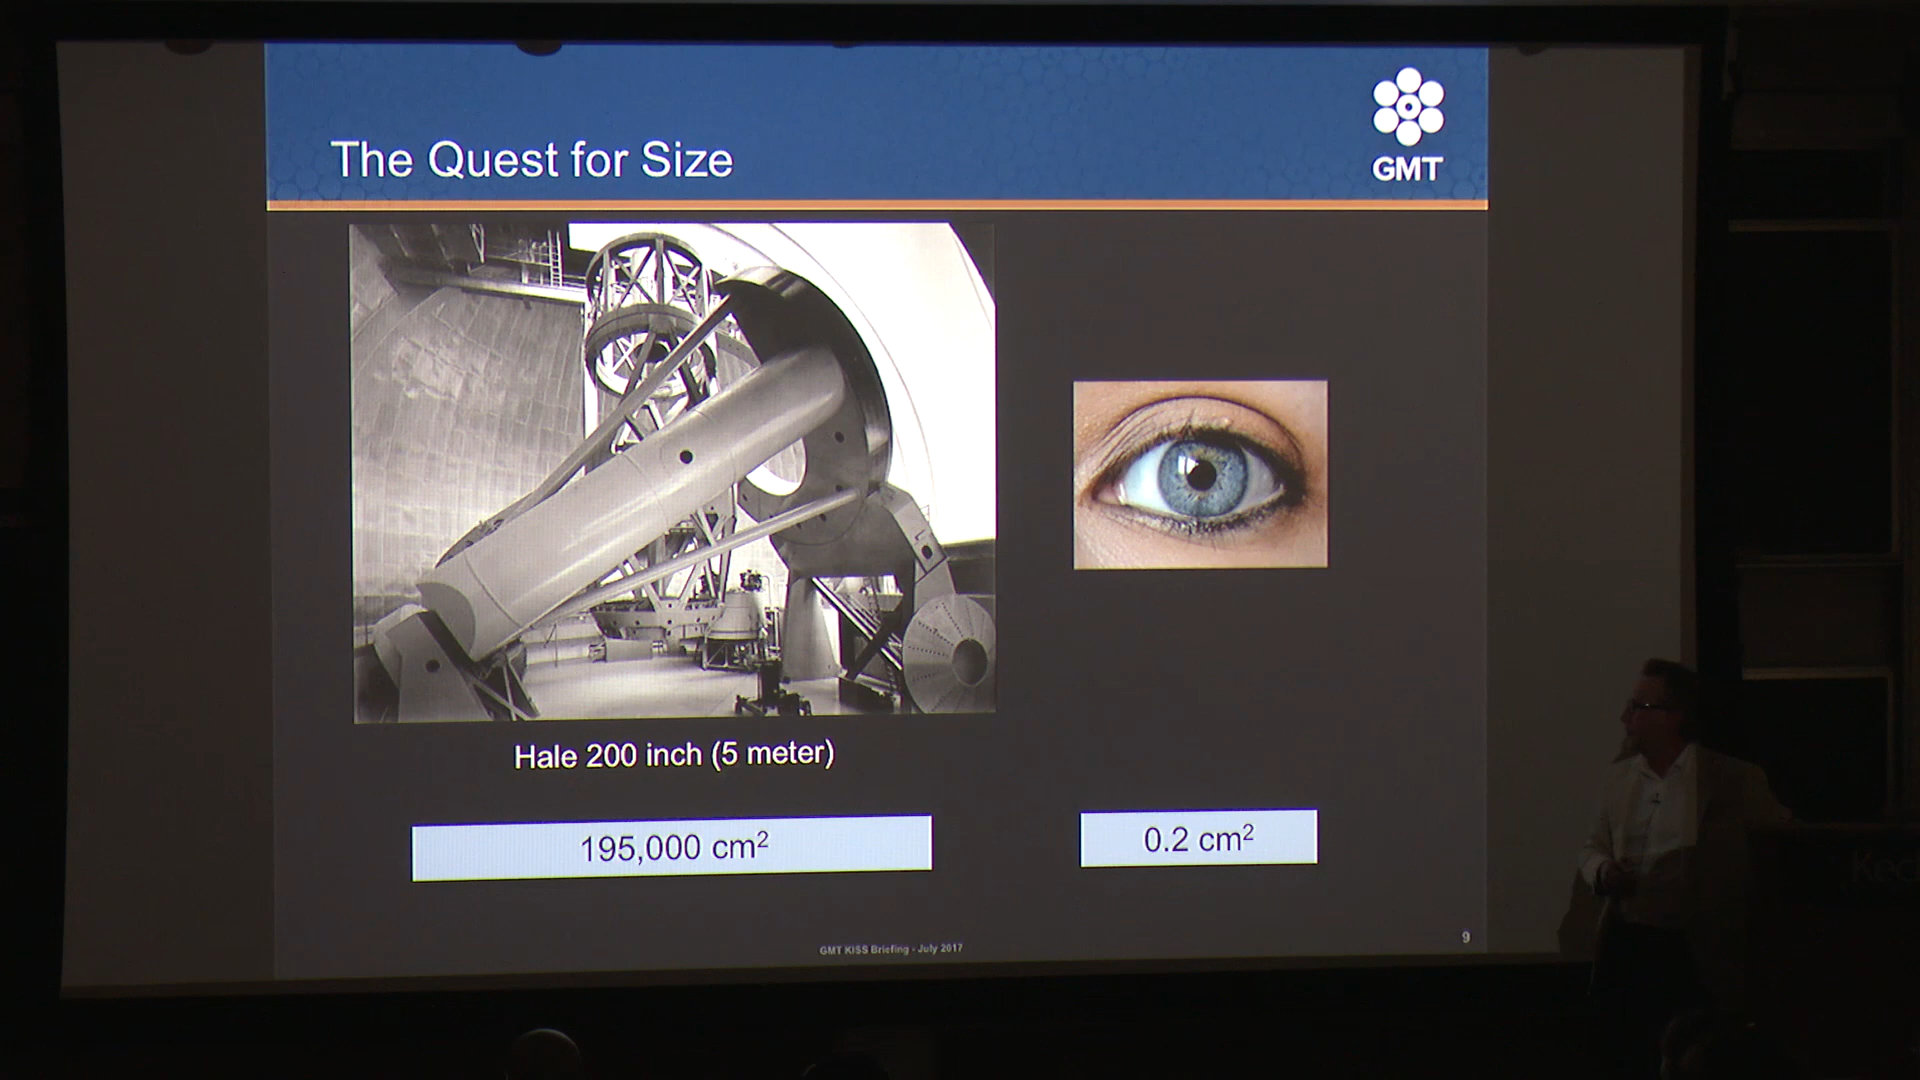 The Quest for Size
GMT
Hale 200 inch (5 meter)
195,000 cm²
0.2 cm²
GMT KISS Briefing - July 2017
9